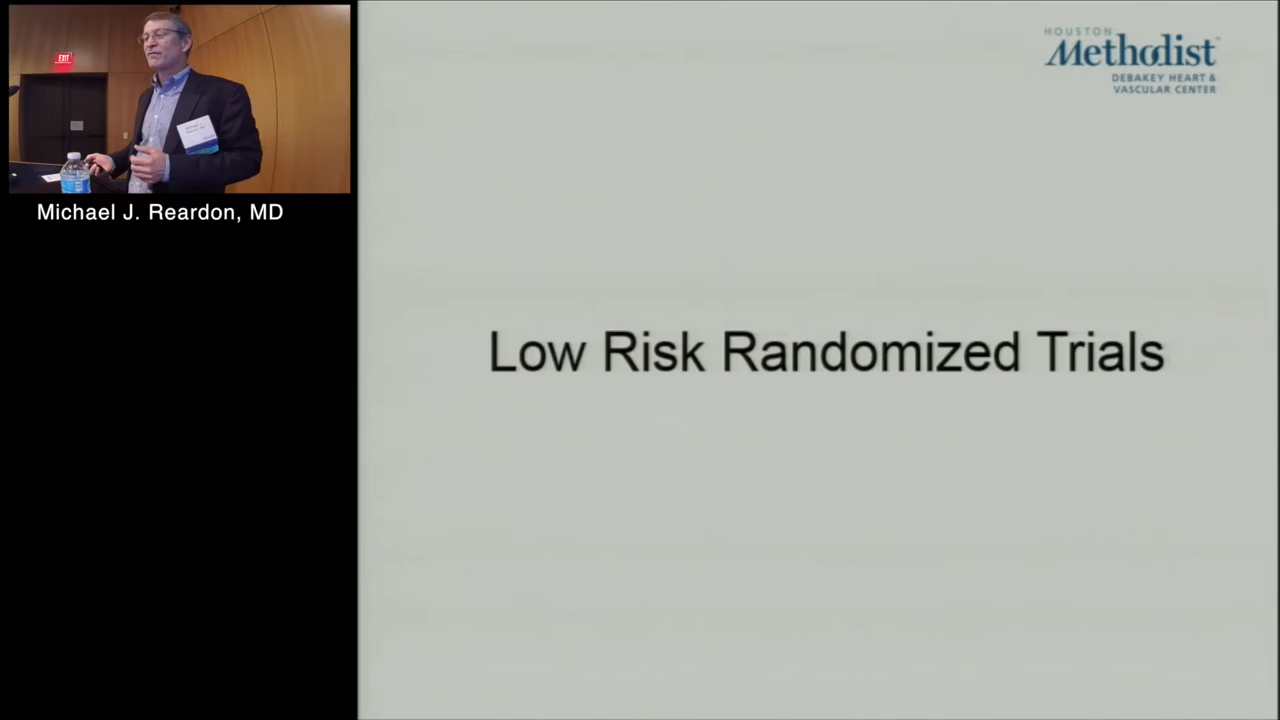 EXIT
Michael J. Reardon, MD
HOUSTON
Methodist
DEBAKEY HEART &
VASCULAR CENTER
Low Risk Randomized Trials